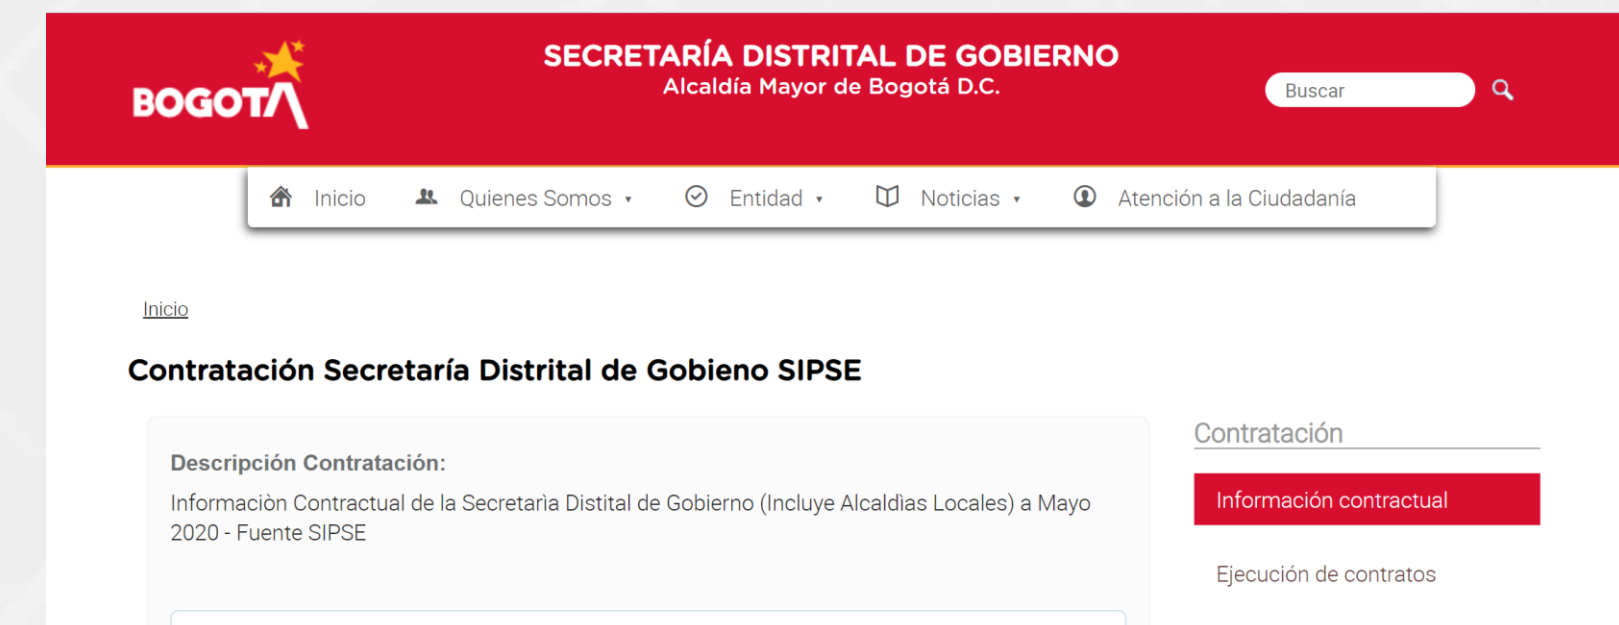 BOGOTÁ
SECRETARÍA DISTRITAL DE GOBIERNO
Alcaldía Mayor de Bogotá D.C.
Buscar
Inicio
Quienes Somos
Entidad
Noticias
Atención a la Ciudadanía
Inicio
Contratación Secretaría Distrital de Gobieno SIPSE
Descripción Contratación:
Informaciòn Contractual de la Secretarìa Distital de Gobierno (Incluye Alcaldìas Locales) a Mayo
2020 - Fuente SIPSE
Contratación
Información contractual
Ejecución de contratos